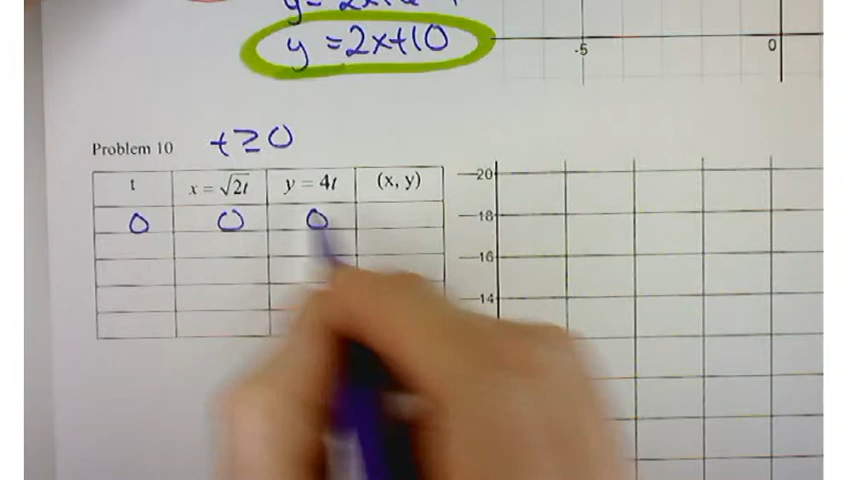 y = 2x+10
-5 0
Problem 10 t≥0
t x = √2t y = 4t (x, y)
0 0 0
20
18
16
14